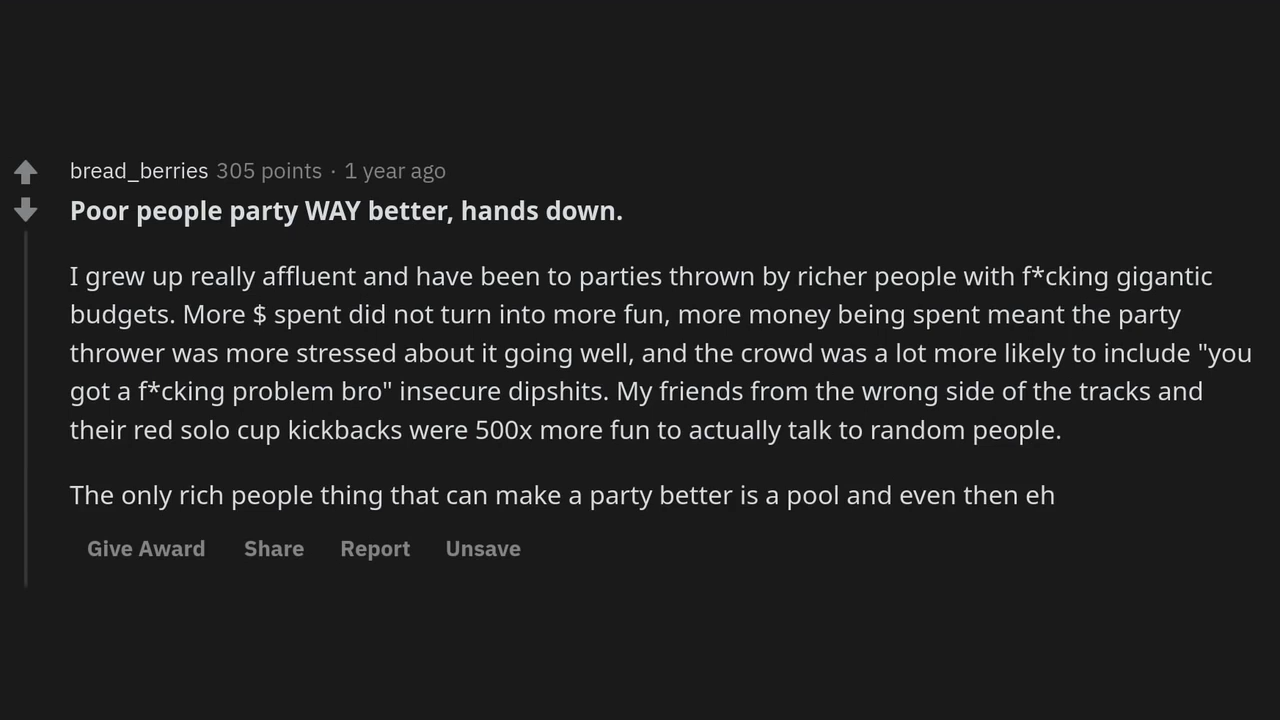 bread_berries 305 points · 1 year ago
Poor people party WAY better, hands down.
I grew up really affluent and have been to parties thrown by richer people with f*cking gigantic
budgets. More $ spent did not turn into more fun, more money being spent meant the party
thrower was more stressed about it going well, and the crowd was a lot more likely to include "you
got a f*cking problem bro" insecure dipshits. My friends from the wrong side of the tracks and
their red solo cup kickbacks were 500x more fun to actually talk to random people.
The only rich people thing that can make a party better is a pool and even then eh
Give Award Share Report Unsave